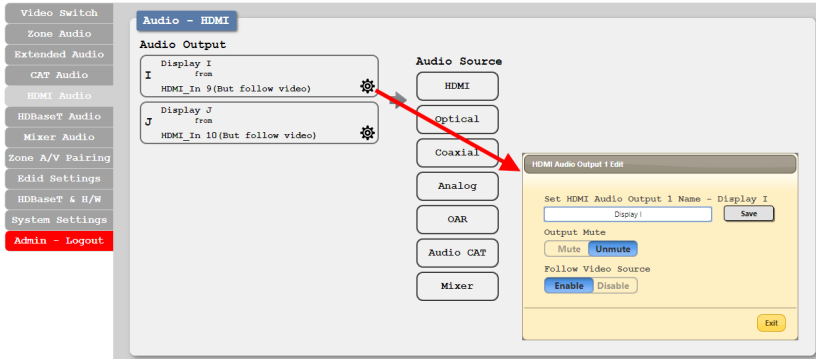 Video Switch
Zone Audio
Extended Audio
CAT Audio
HDMI Audio
HDBaseT Audio
Mixer Audio
Zone A/V Pairing
Edid Settings
HDBaseT & H/W
System Settings
Admin - Logout
Audio - HDMI
Audio Output
Display I
I
from
HDMI_In 9(But follow video)
Display J
J
from
HDMI_In 10(But follow video)
Audio Source
HDMI
Optical
Coaxial
Analog
OAR
Audio CAT
Mixer
HDMI Audio Output 1 Edit
Set HDMI Audio Output 1 Name - Display I
Display I Save
Output Mute
Mute Unmute
Follow Video Source
Enable Disable
Exit